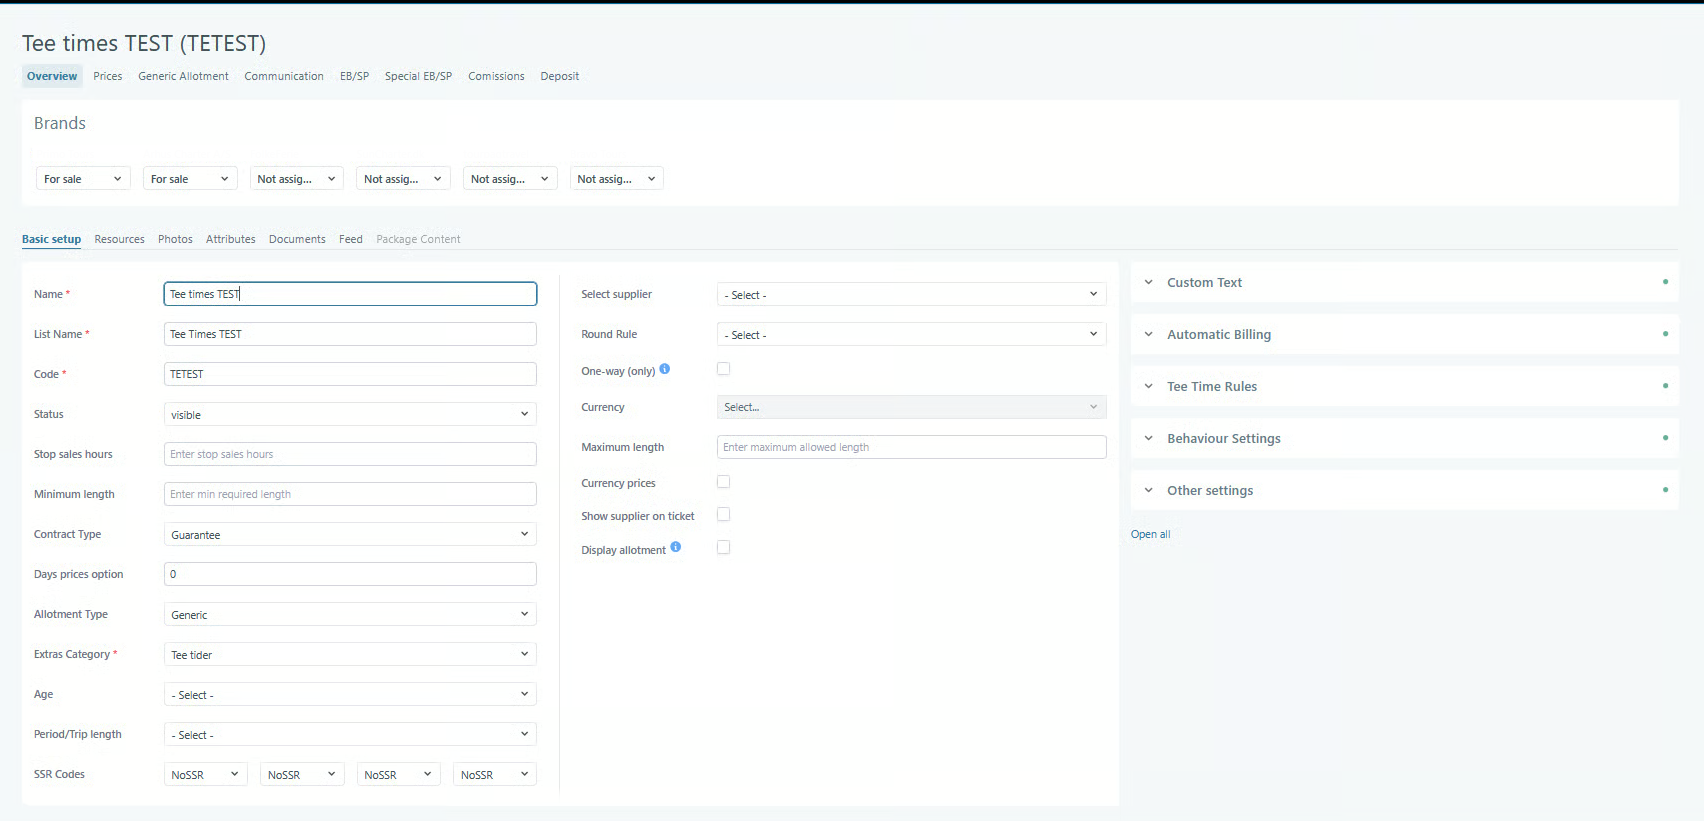 Tee times TEST (TETEST)
Overview Prices Generic Allotment Communication EB/SP Special EB/SP Comissions Deposit
Brands
For sale For sale Not assig... Not assig... Not assig... Not assig...
Basic setup Resources Photos Attributes Documents Feed Package Content
Name * Tee times TEST
List Name * Tee Times TEST
Code * TETEST
Status visible
Stop sales hours Enter stop sales hours
Minimum length Enter min required length
Contract Type Guarantee
Days prices option 0
Allotment Type Generic
Extras Category * Tee tider
Age - Select -
Period/Trip length - Select -
SSR Codes NoSSR NoSSR NoSSR NoSSR
Select supplier - Select -
Round Rule - Select -
One-way (only) i
Currency Select...
Maximum length Enter maximum allowed length
Currency prices
Show supplier on ticket
Display allotment i
Custom Text
Automatic Billing
Tee Time Rules
Behaviour Settings
Other settings
Open all